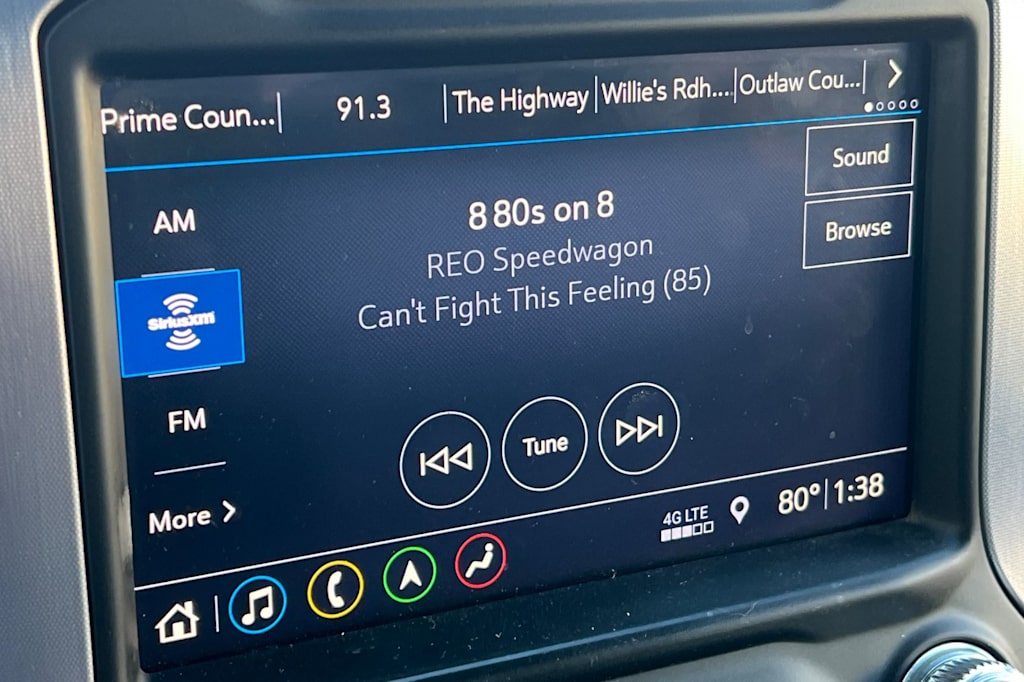 Prime Coun... 91.3 The Highway Willie's Rdh... Outlaw Cou...
Sound
Browse
AM
SiriusXM
FM
More
8 80s on 8
REO Speedwagon
Can't Fight This Feeling (85)
Tune
4G LTE
80° 1:38